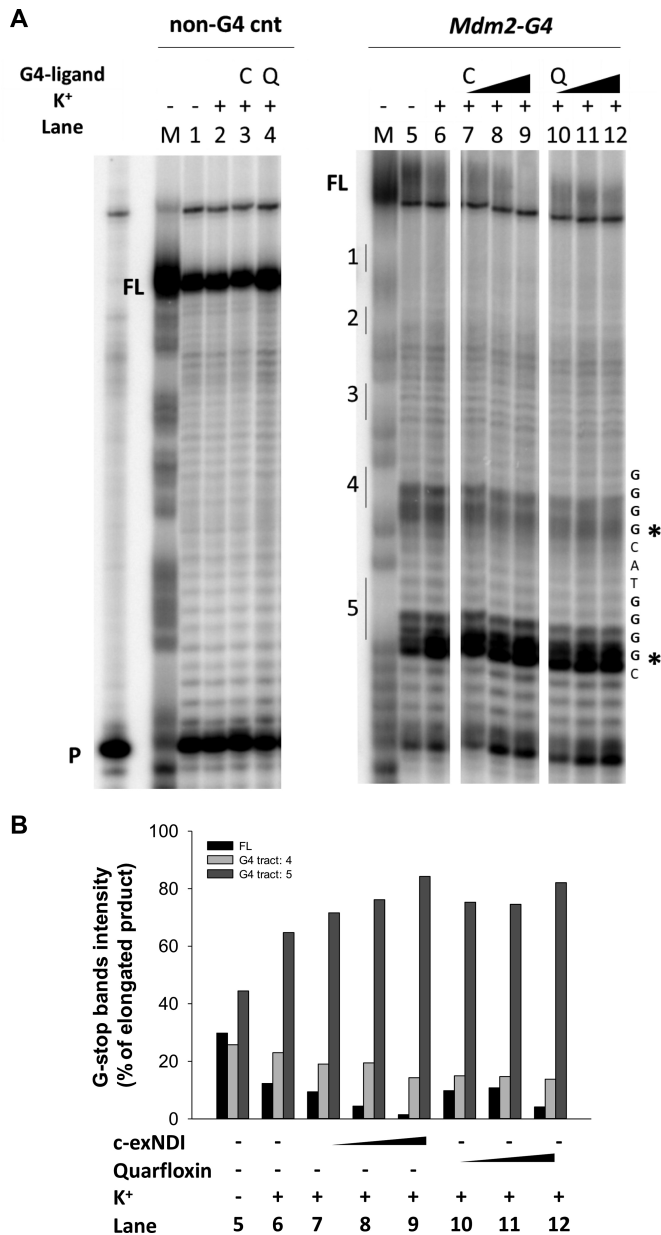 A
non-G4 cnt
Mdm2-G4
G4-ligand C Q C Q
K+ - - + + + - - + + + + + + +
Lane M 1 2 3 4 M 5 6 7 8 9 10 11 12
FL
FL
P
1
2
3
4
5
G
G
G
G *
C
A
T
G
G
G
G *
C
B
G-stop bands intensity
(% of elongated prduct)
100
80
60
40
20
0
FL
G4 tract: 4
G4 tract: 5
c-exNDI - - - - -
Quarfloxin - - - - -
K+ - + + + + + + +
Lane 5 6 7 8 9 10 11 12